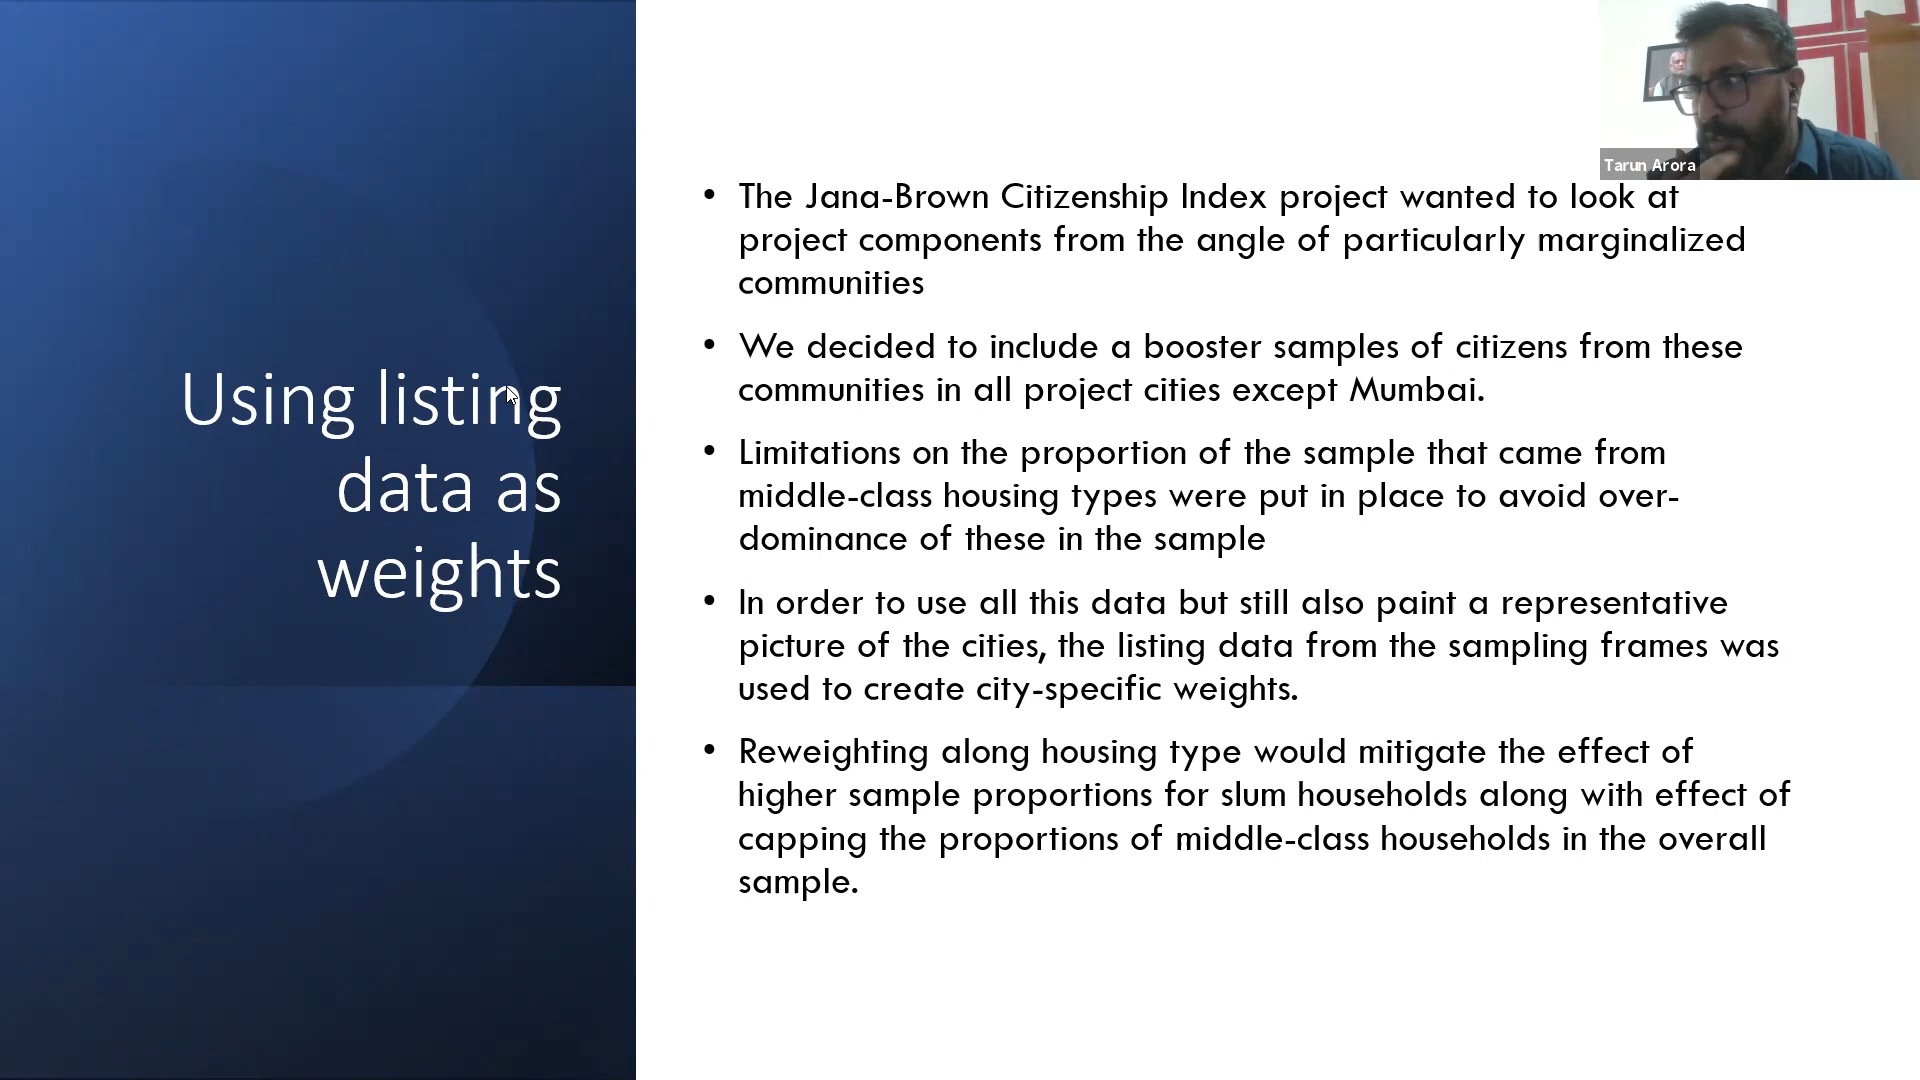 Using listing
data as
weights
Tarun Arora
• The Jana-Brown Citizenship Index project wanted to look at
project components from the angle of particularly marginalized
communities
• We decided to include a booster samples of citizens from these
communities in all project cities except Mumbai.
• Limitations on the proportion of the sample that came from
middle-class housing types were put in place to avoid over-
dominance of these in the sample
• In order to use all this data but still also paint a representative
picture of the cities, the listing data from the sampling frames was
used to create city-specific weights.
• Reweighting along housing type would mitigate the effect of
higher sample proportions for slum households along with effect of
capping the proportions of middle-class households in the overall
sample.